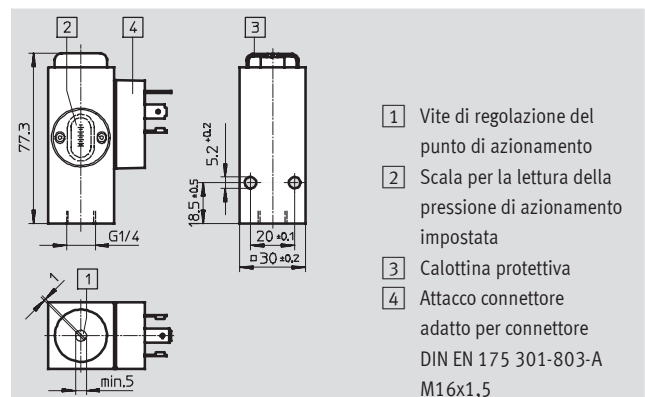 2
4
3
77.3
G1/4
5.2 +0.2
18.5 ±0.5
20 ±0.1
□ 30 ±0.2
1
1
min.5
1 Vite di regolazione del
punto di azionamento
2 Scala per la lettura della
pressione di azionamento
impostata
3 Calottina protettiva
4 Attacco connettore
adatto per connettore
DIN EN 175 301-803-A
M16x1,5